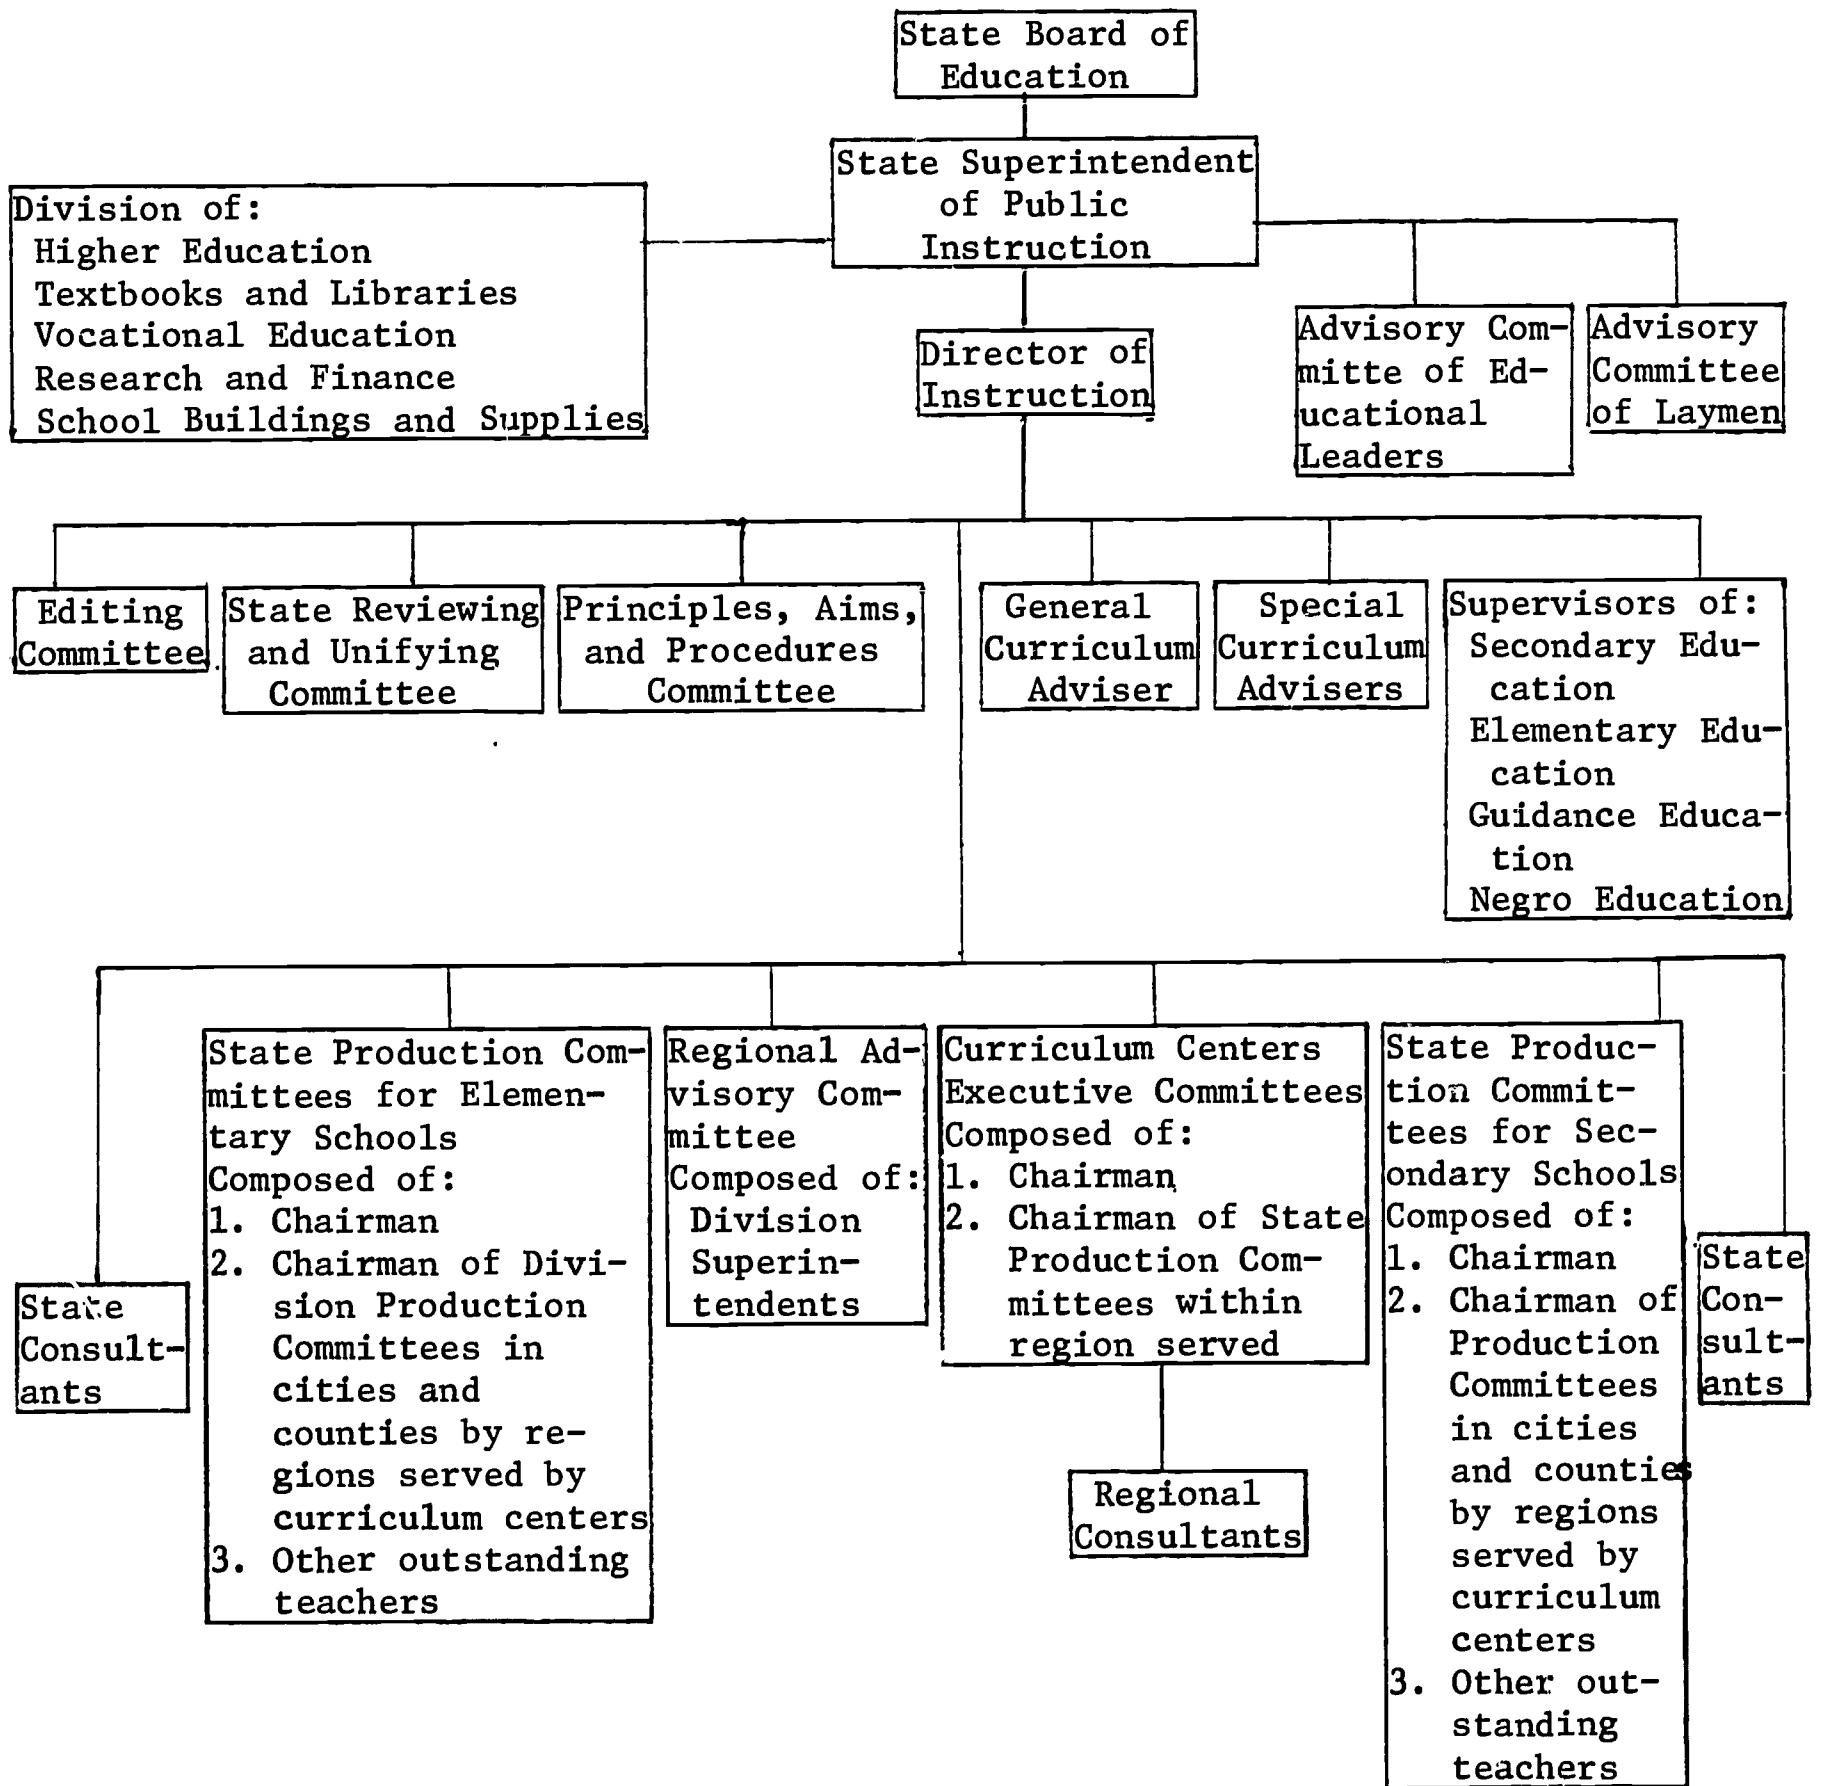 State Board of
Education
State Superintendent
of Public
Instruction
Division of:
Higher Education
Textbooks and Libraries
Vocational Education
Research and Finance
School Buildings and Supplies
Director of
Instruction
Advisory Com-
mitte of Ed-
ucational
Leaders
Advisory
Committee
of Laymen
Editing
Committee
State Reviewing
and Unifying
Committee
Principles, Aims,
and Procedures
Committee
General
Curriculum
Adviser
Special
Curriculum
Advisers
Supervisors of:
Secondary Edu-
cation
Elementary Edu-
cation
Guidance Educa-
tion
Negro Education
State
Consult-
ants
State Production Com-
mittees for Elemen-
tary Schools
Composed of:
1. Chairman
2. Chairman of Divi-
sion Production
Committees in
cities and
counties by re-
gions served by
curriculum centers
3. Other outstanding
teachers
Regional Ad-
visory Com-
mittee
Composed of:
Division
Superin-
tendents
Curriculum Centers
Executive Committees
Composed of:
1. Chairman
2. Chairman of State
Production Com-
mittees within
region served
Regional
Consultants
State Produc-
tion Commit-
tees for Sec-
ondary Schools
Composed of:
1. Chairman
2. Chairman of
Production
Committees
in cities
and counties
by regions
served by
curriculum
centers
3. Other out-
standing
teachers
State
Con-
sult-
ants